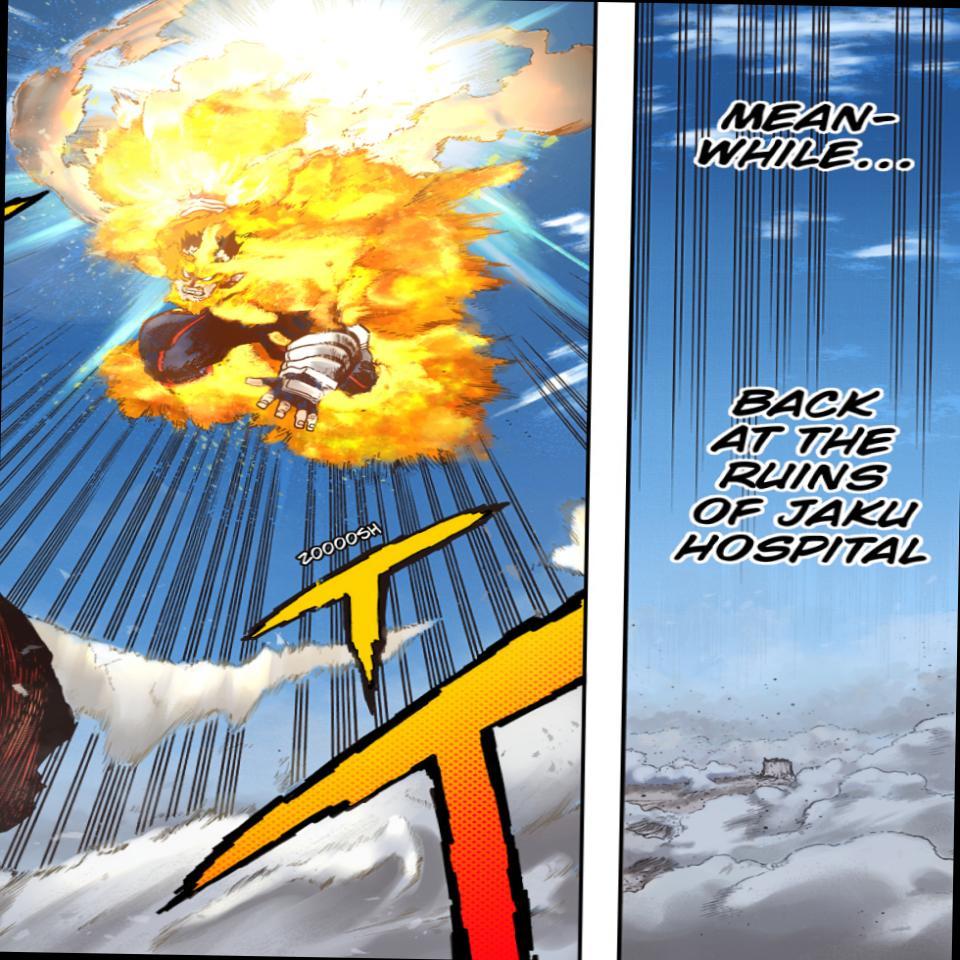 MEAN-
WHILE...
BACK
AT THE
RUINS
OF JAKU
HOSPITAL
ZOOOOSH